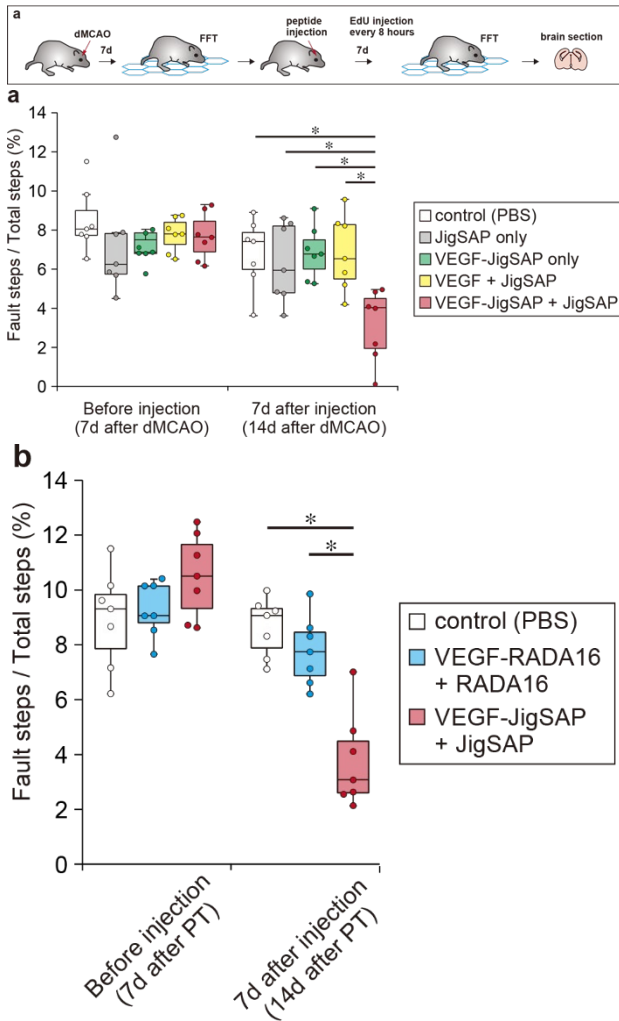 a
dMCAO
7d
FFT
peptide
injection
EdU injection
every 8 hours
7d
FFT
brain section
a
Fault steps / Total steps (%)
14
12
10
8
6
4
2
0
* 
*
*
*
Before injection
(7d after dMCAO)
7d after injection
(14d after dMCAO)
control (PBS)
JigSAP only
VEGF-JigSAP only
VEGF + JigSAP
VEGF-JigSAP + JigSAP
b
Fault steps / Total steps (%)
14
12
10
8
6
4
2
0
*
*
Before injection
(7d after PT)
7d after injection
(14d after PT)
control (PBS)
VEGF-RADA16
+ RADA16
VEGF-JigSAP
+ JigSAP